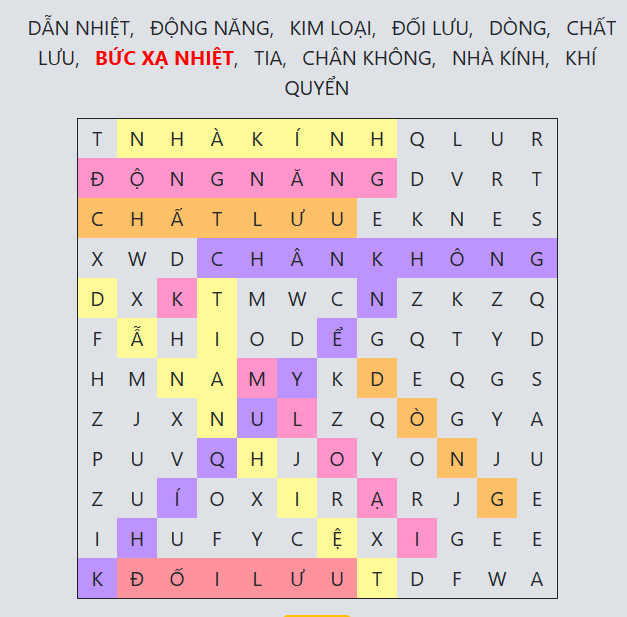 DẪN NHIỆT, ĐỘNG NĂNG, KIM LOẠI, ĐỐI LƯU, DÒNG, CHẤT
LƯU, BỨC XẠ NHIỆT, TIA, CHÂN KHÔNG, NHÀ KÍNH, KHÍ
QUYỂN
T N H À K Í N H Q L U R
Đ Ộ N G N Ă N G D V R T
C H Ấ T L Ư U E K N E S
X W D C H Â N K H Ô N G
D X K T M W C N Z K Z Q
F Ẫ H I O D Ể G Q T Y D
H M N A M Y K D E Q G S
Z J X N U L Z Q Ò G Y A
P U V Q H J O Y O N J U
Z U Í O X I R Ạ R J G E
I H U F Y C Ệ X I G E E
K Đ Ố I L Ư U T D F W A